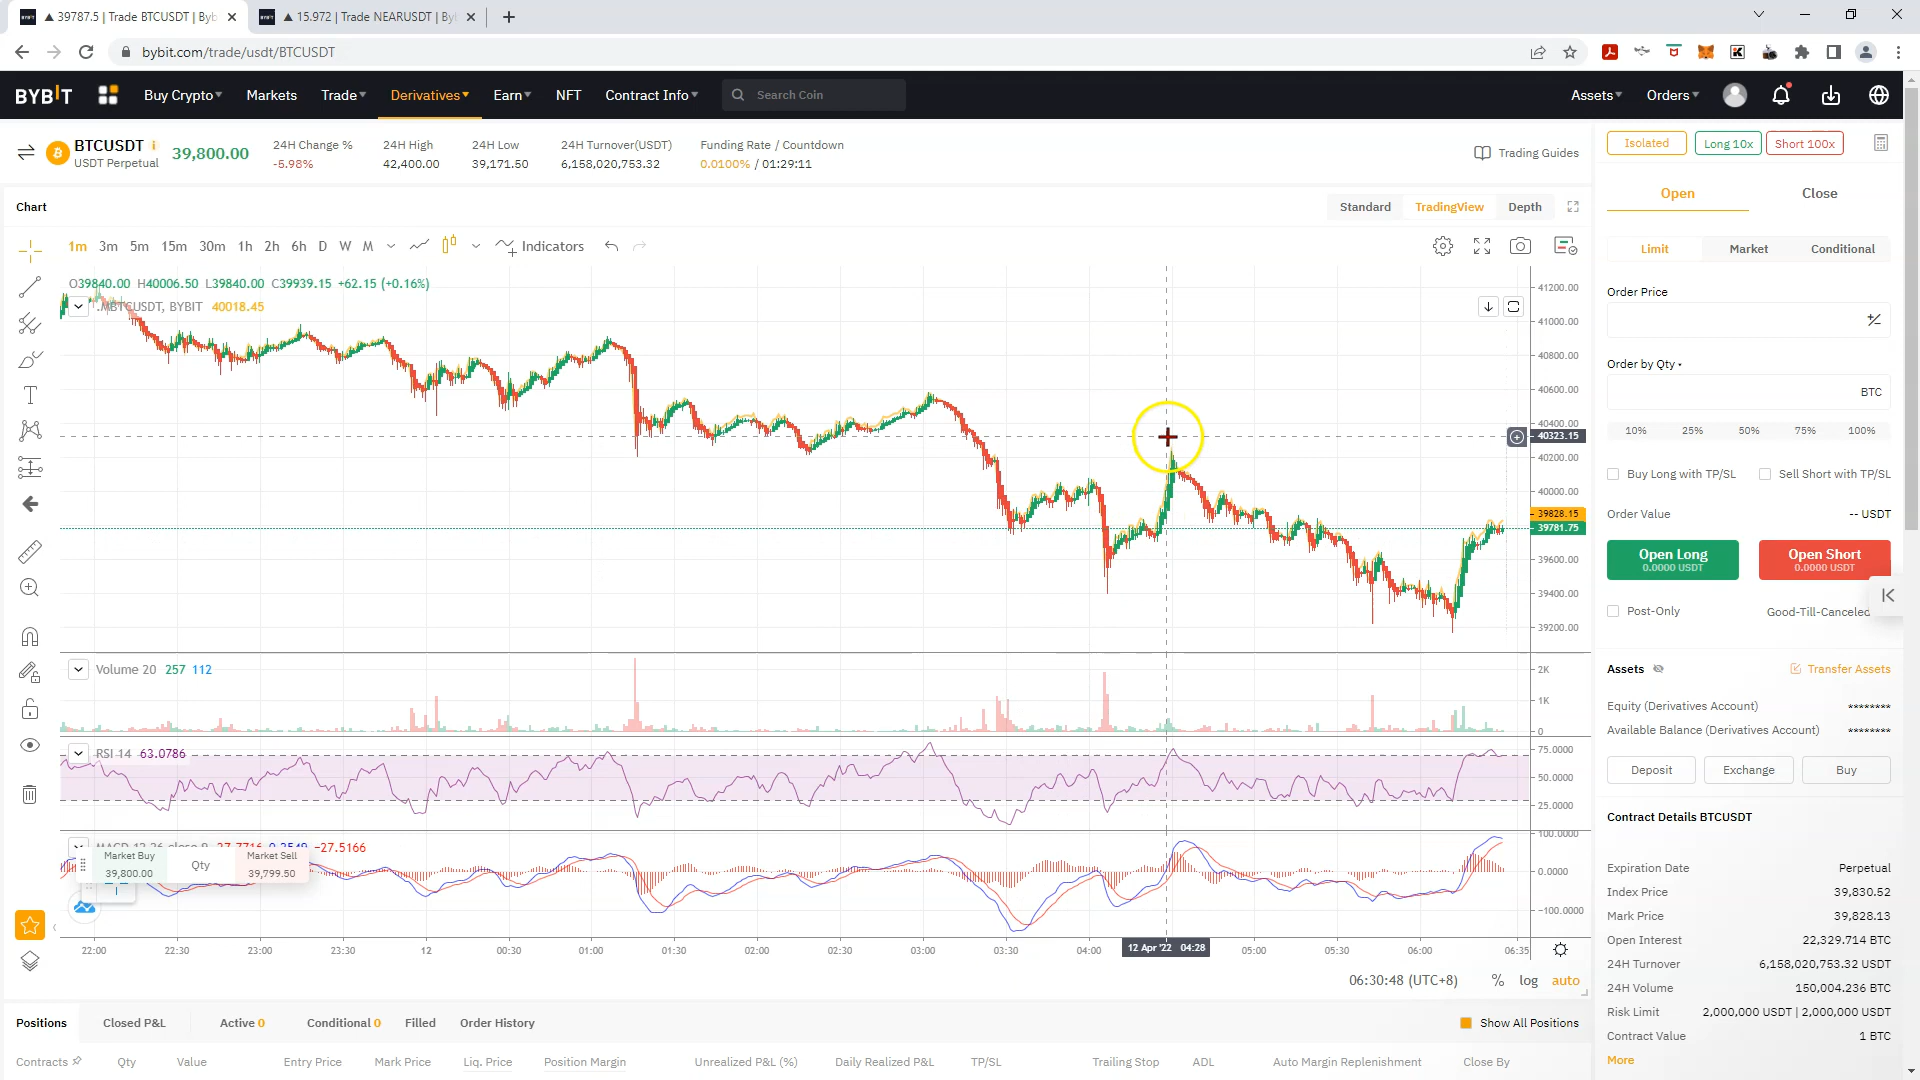 ▲ 39787.5 | Trade BTCUSDT | Byb
▲ 15.972 | Trade NEARUSDT | Byb
bybit.com/trade/usdt/BTCUSDT
BYBIT Buy Crypto Markets Trade Derivatives Earn NFT Contract Info Search Coin Assets Orders
BTCUSDT
USDT Perpetual
39,800.00
24H Change %
-5.98%
24H High
42,400.00
24H Low
39,171.50
24H Turnover(USDT)
6,158,020,753.32
Funding Rate / Countdown
0.0100% / 01:29:11
Trading Guides
Chart
Standard TradingView Depth
1m 3m 5m 15m 30m 1h 2h 6h D W M Indicators
O39840.00 H40006.50 L39840.00 C39939.15 +62.15 (+0.16%)
.MBTCUSDT, BYBIT 40018.45
41200.00
41000.00
40800.00
40600.00
40400.00
40323.15
40200.00
40000.00
39828.15
39781.75
39600.00
39400.00
39200.00
Volume 20 257 112
2K
1K
0
RSI 14 63.0786
75.0000
50.0000
25.0000
−27.5166
100.0000
0.0000
−100.0000
Market Buy
39,800.00
Qty
Market Sell
39,799.50
22:00 22:30 23:00 23:30 12 00:30 01:00 01:30 02:00 02:30 03:00 03:30 04:00 12 Apr '22 04:28 05:00 05:30 06:00 06:35
06:30:48 (UTC+8) % log auto
Positions Closed P&L Active 0 Conditional 0 Filled Order History
Show All Positions
Contracts Qty Value Entry Price Mark Price Liq. Price Position Margin Unrealized P&L (%) Daily Realized P&L TP/SL Trailing Stop ADL Auto Margin Replenishment Close By
Isolated Long 10x Short 100x
Open Close
Limit Market Conditional
Order Price
Order by Qty
BTC
10% 25% 50% 75% 100%
Buy Long with TP/SL Sell Short with TP/SL
Order Value -- USDT
Open Long
0.0000 USDT
Open Short
0.0000 USDT
Post-Only Good-Till-Canceled
Assets Transfer Assets
Equity (Derivatives Account) ********
Available Balance (Derivatives Account) ********
Deposit Exchange Buy
Contract Details BTCUSDT
Expiration Date Perpetual
Index Price 39,830.52
Mark Price 39,828.13
Open Interest 22,329.714 BTC
24H Turnover 6,158,020,753.32 USDT
24H Volume 150,004.236 BTC
Risk Limit 2,000,000 USDT | 2,000,000 USDT
Contract Value 1 BTC
More